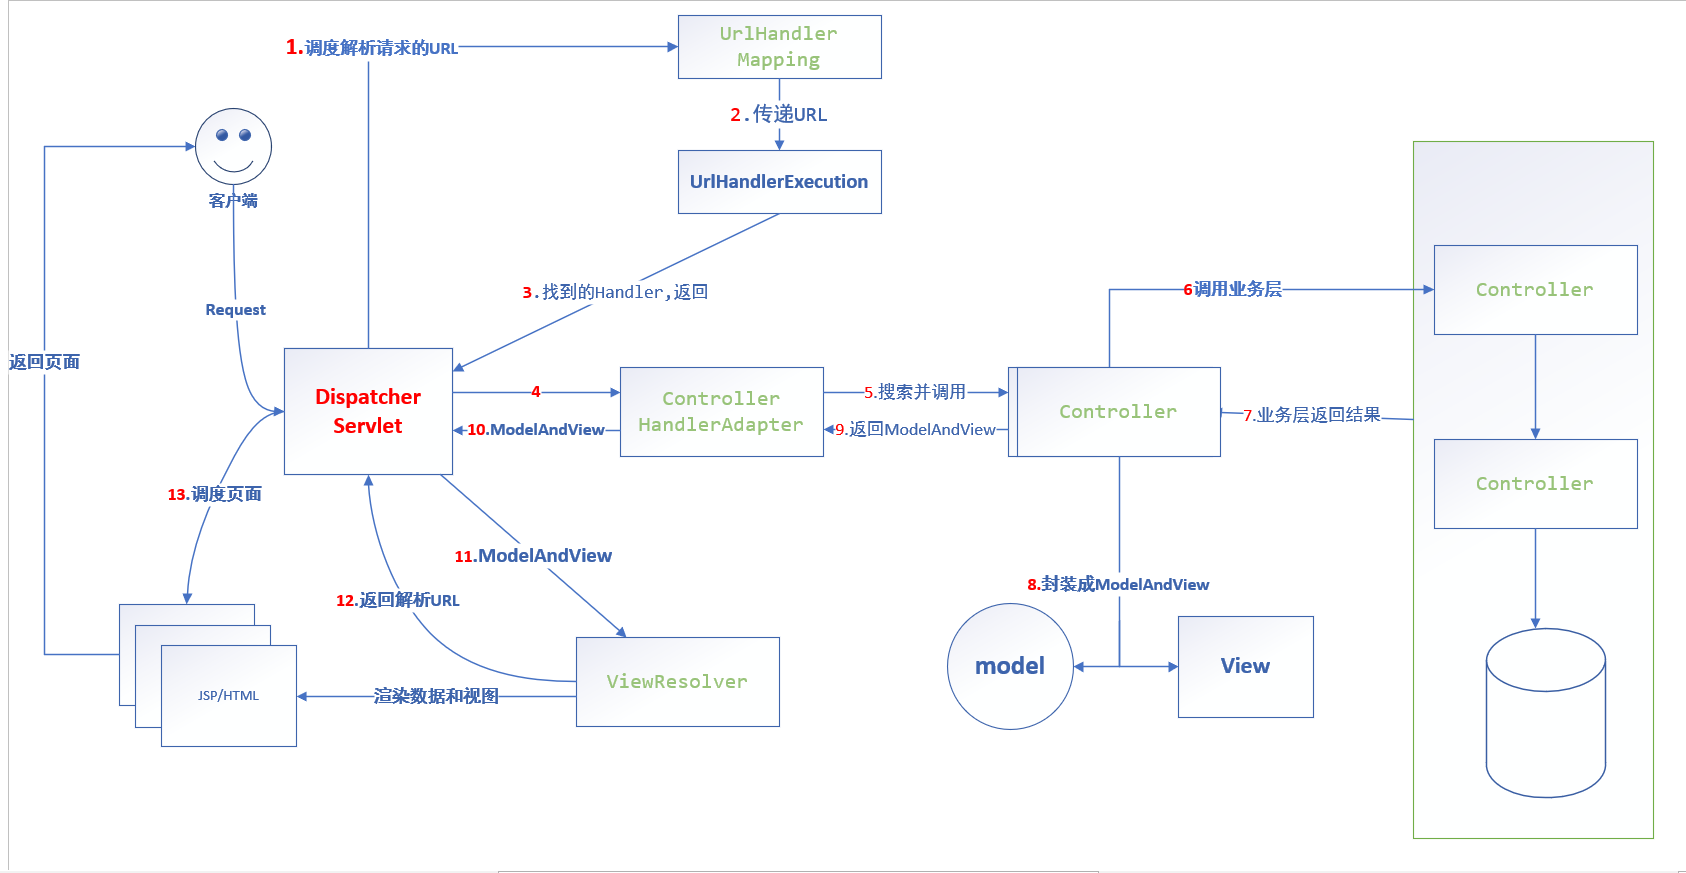 1.调度解析请求的URL
UrlHandler
Mapping
2.传递URL
UrlHandlerExecution
客户端
Request
3.找到的Handler,返回
返回页面
Dispatcher
Servlet
4
Controller
HandlerAdapter
5.搜索并调用
Controller
6调用业务层
Controller
7.业务层返回结果
10.ModelAndView
9.返回ModelAndView
Controller
13.调度页面
11.ModelAndView
12.返回解析URL
8.封装成ModelAndView
model
View
ViewResolver
渲染数据和视图
JSP/HTML